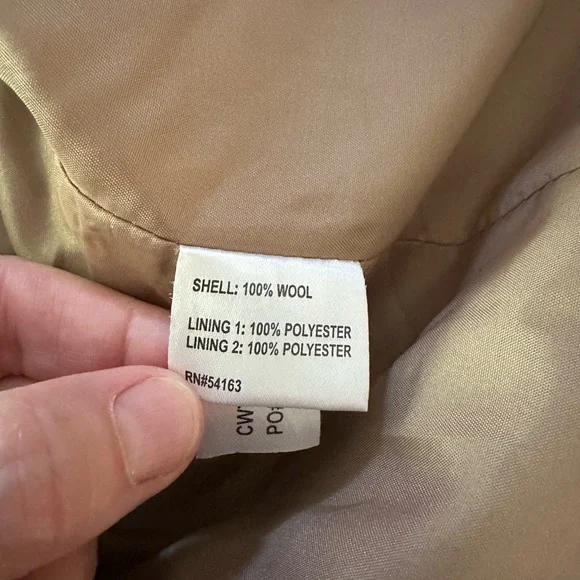 SHELL: 100% WOOL
LINING 1: 100% POLYESTER
LINING 2: 100% POLYESTER
RN#54163